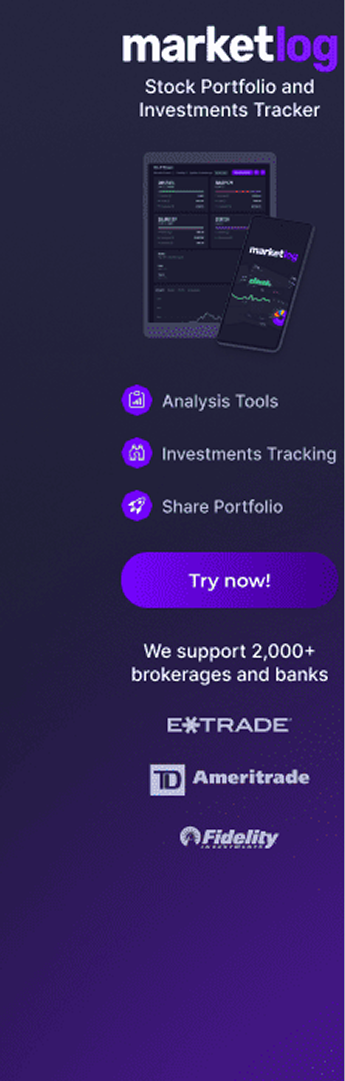 marketlog
Stock Portfolio and
Investments Tracker
marketlog
Analysis Tools
Investments Tracking
Share Portfolio
Try now!
We support 2,000+
brokerages and banks
E*TRADE
TD Ameritrade
Fidelity
INVESTMENTS